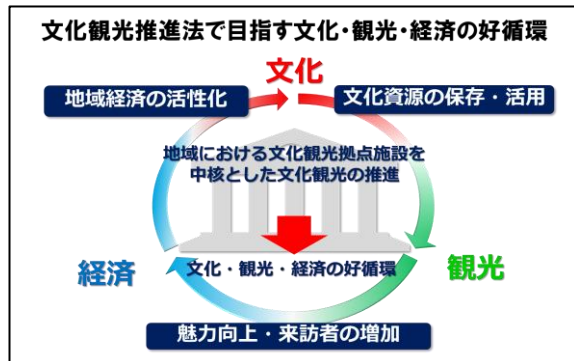 文化観光推進法で目指す文化・観光・経済の好循環
文化
地域経済の活性化
文化資源の保存・活用
地域における文化観光拠点施設を
中核とした文化観光の推進
経済
文化・観光・経済の好循環
観光
魅力向上・来訪者の増加